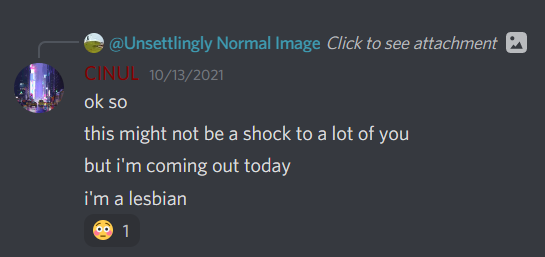 @Unsettlingly Normal Image Click to see attachment
CINUL 10/13/2021
ok so
this might not be a shock to a lot of you
but i'm coming out today
i'm a lesbian
1